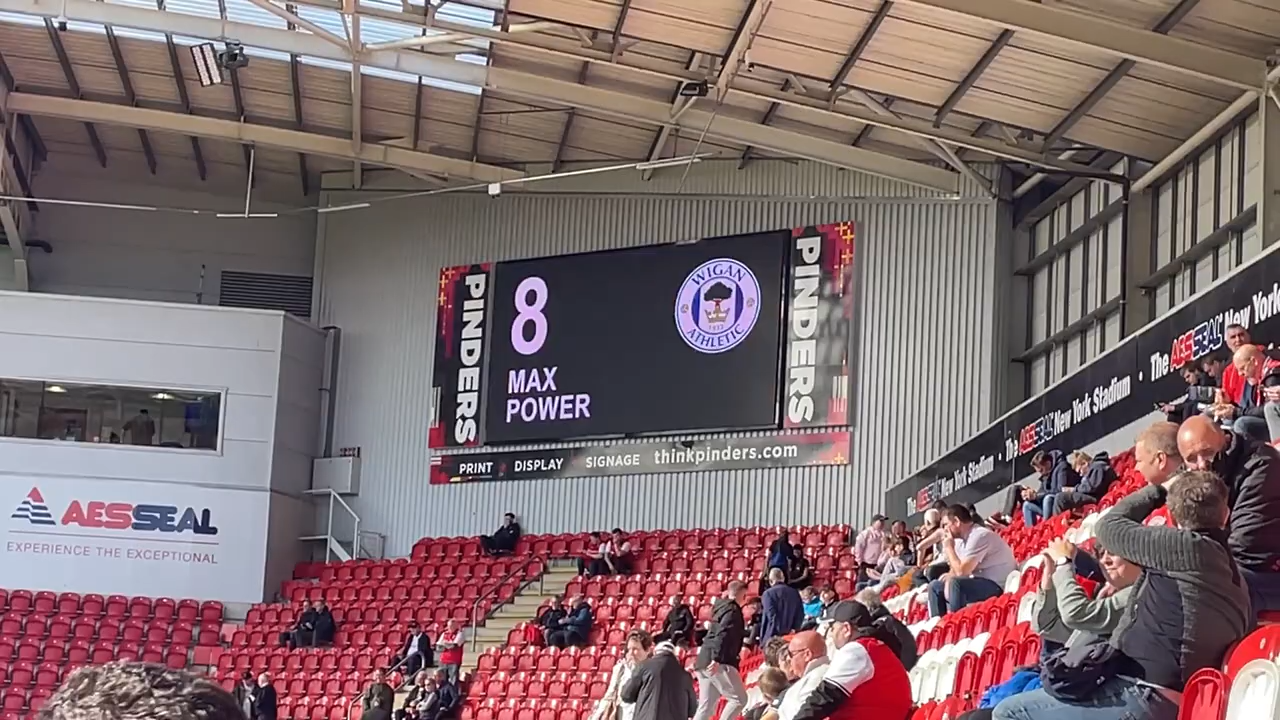 PINDERS
8
MAX
POWER
WIGAN
1932
ATHLETIC
PINDERS
PRINT DISPLAY SIGNAGE thinkpinders.com
AESSEAL
EXPERIENCE THE EXCEPTIONAL
The AESSEAL New York Stadium · The AESSEAL New York Stadium · The AESSEAL New York